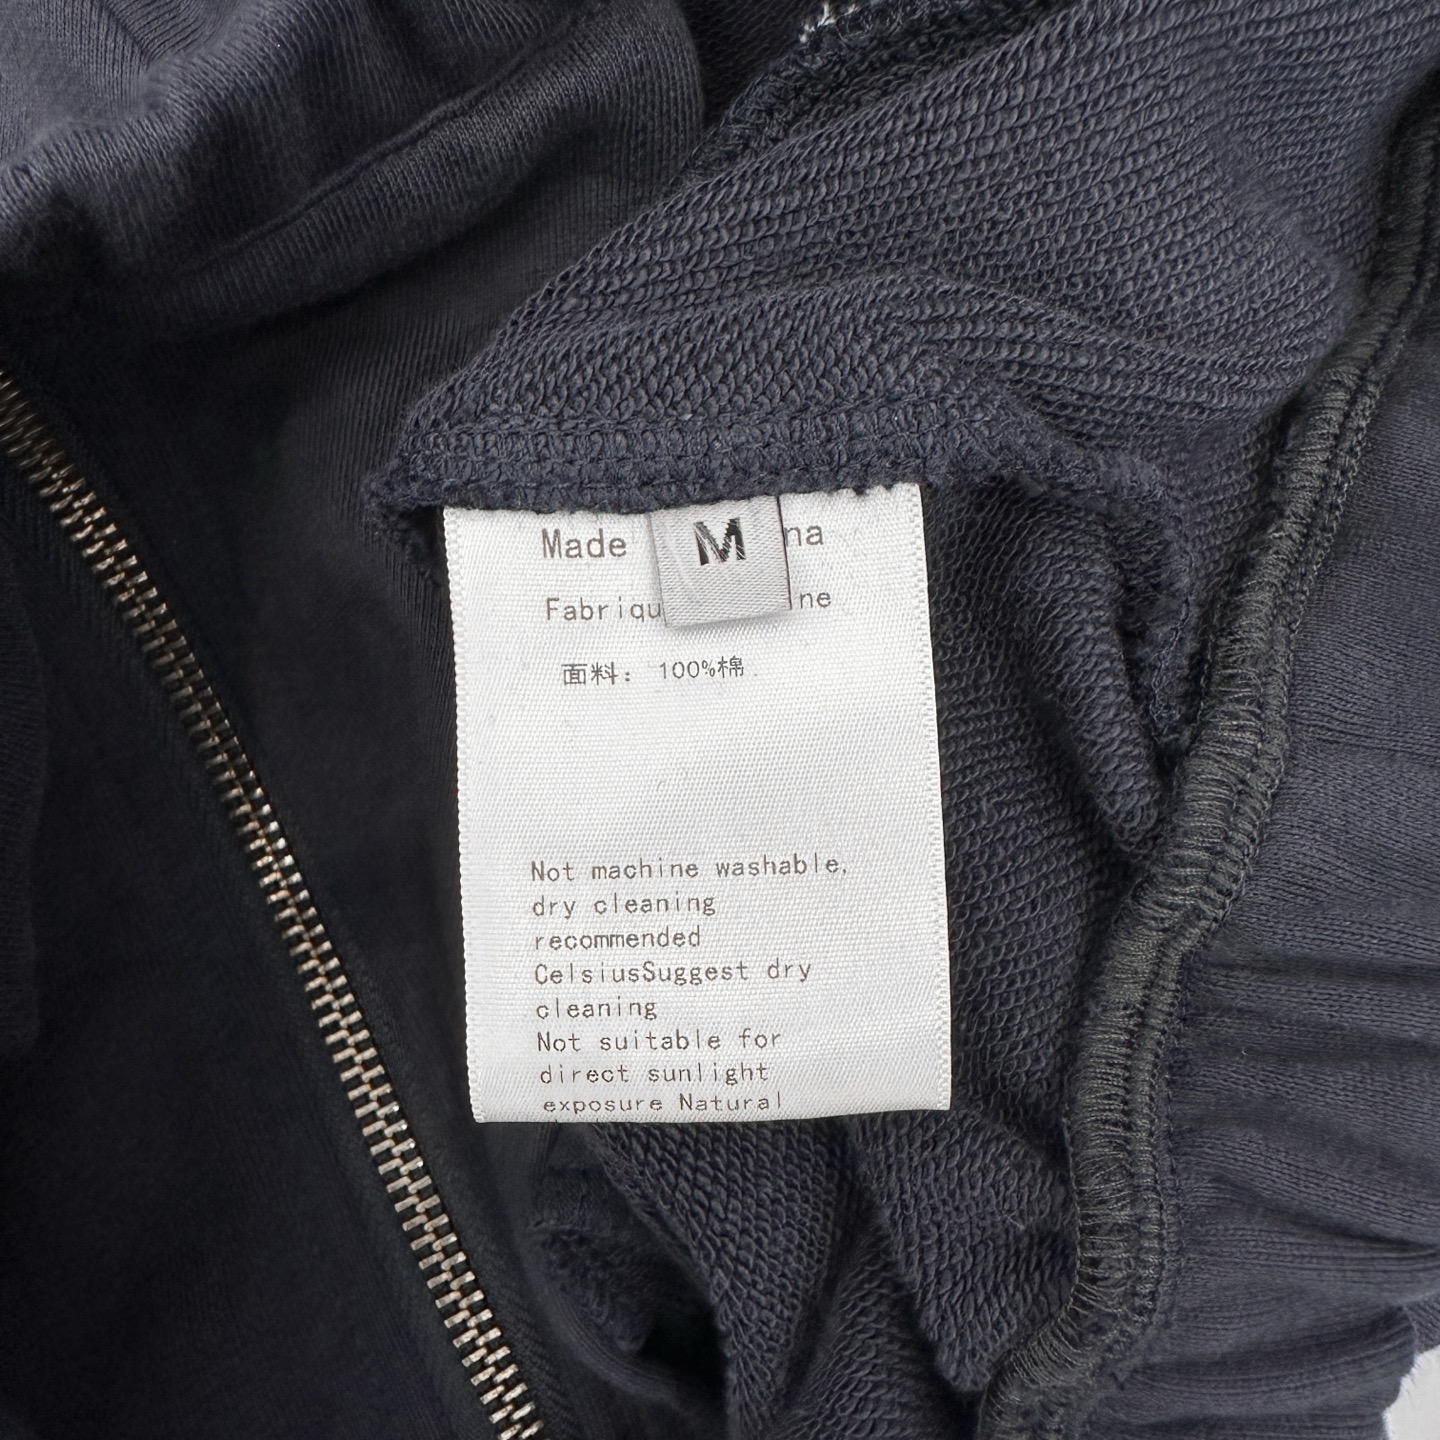 M
Made na
Fabriqu ne
面料： 100%棉
Not machine washable,
dry cleaning
recommended
CelsiusSuggest dry
cleaning
Not suitable for
direct sunlight
exposure Natural